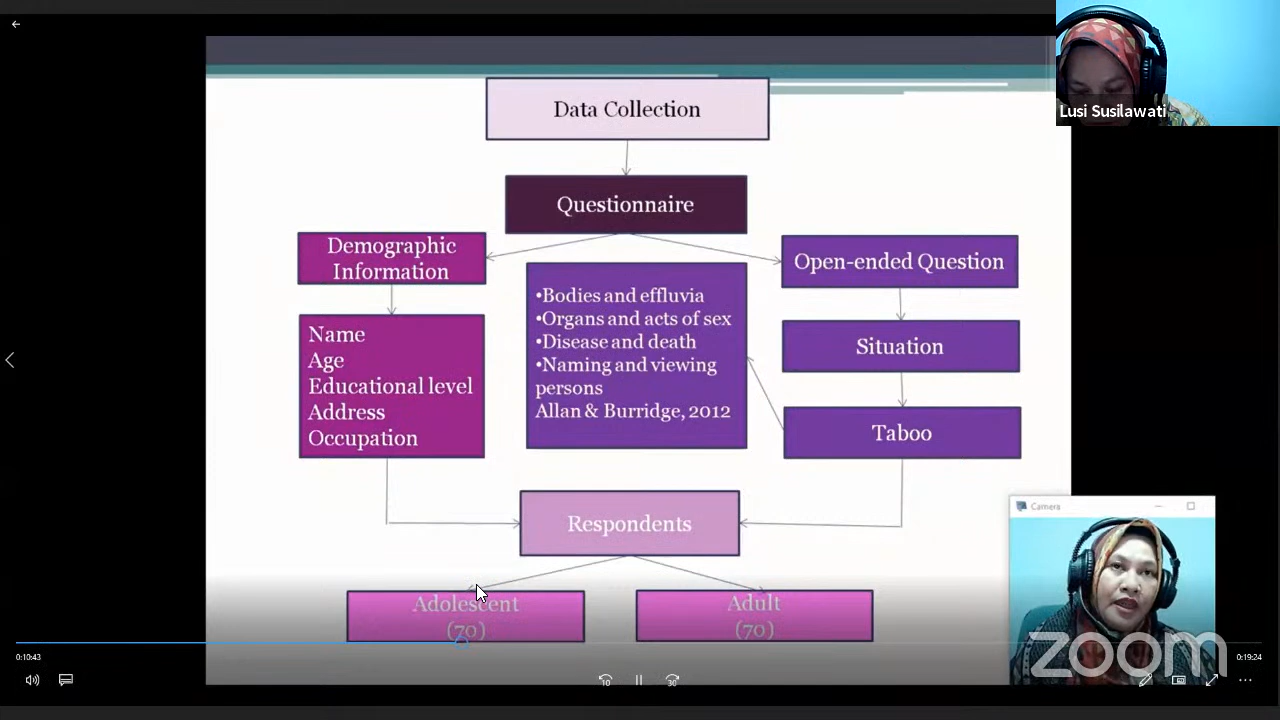 Lusi Susilawati
Data Collection
Questionnaire
Demographic
Information
Open-ended Question
•Bodies and effluvia
•Organs and acts of sex
•Disease and death
•Naming and viewing
persons
Allan & Burridge, 2012
Name
Age
Educational level
Address
Occupation
Situation
Taboo
Respondents
Camera
Adolescent
(70)
Adult
(70)
zoom
0:10:43
0:19:24
10
30